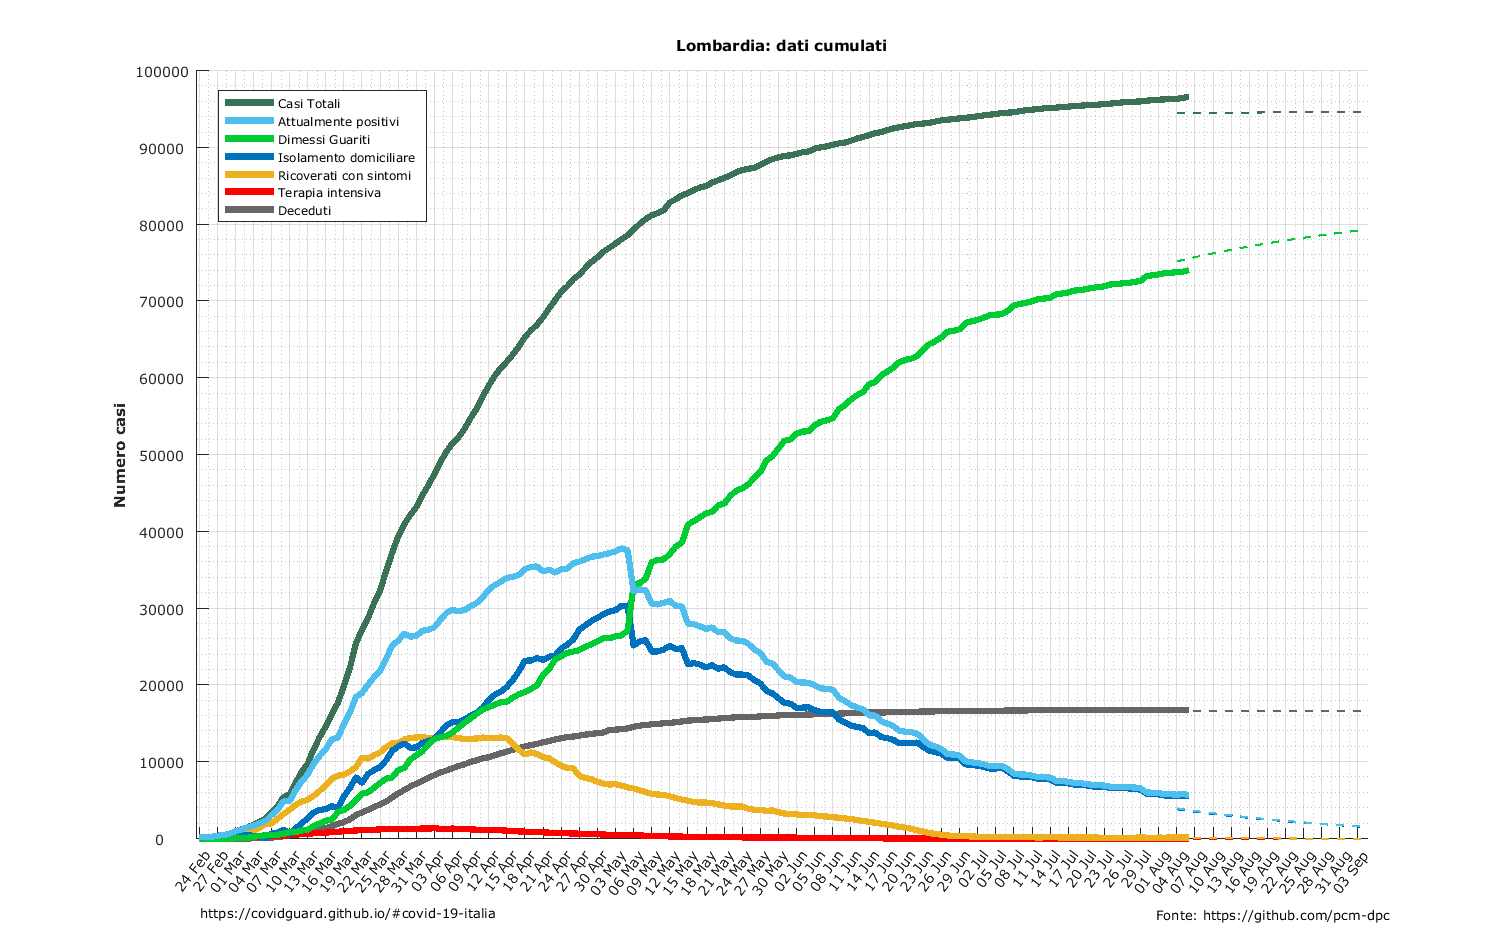 Lombardia: dati cumulati
100000
90000
80000
70000
60000
50000
40000
30000
20000
10000
0
Numero casi
Casi Totali
Attualmente positivi
Dimessi Guariti
Isolamento domiciliare
Ricoverati con sintomi
Terapia intensiva
Deceduti
24 Feb
27 Feb
01 Mar
04 Mar
07 Mar
10 Mar
13 Mar
16 Mar
19 Mar
22 Mar
25 Mar
28 Mar
31 Mar
03 Apr
06 Apr
09 Apr
12 Apr
15 Apr
18 Apr
21 Apr
24 Apr
27 Apr
30 Apr
03 May
06 May
09 May
12 May
15 May
18 May
21 May
24 May
27 May
30 May
02 Jun
05 Jun
08 Jun
11 Jun
14 Jun
17 Jun
20 Jun
23 Jun
26 Jun
29 Jun
02 Jul
05 Jul
08 Jul
11 Jul
14 Jul
17 Jul
20 Jul
23 Jul
26 Jul
29 Jul
01 Aug
04 Aug
07 Aug
10 Aug
13 Aug
16 Aug
19 Aug
22 Aug
25 Aug
28 Aug
31 Aug
03 Sep
https://covidguard.github.io/#covid-19-italia
Fonte: https://github.com/pcm-dpc